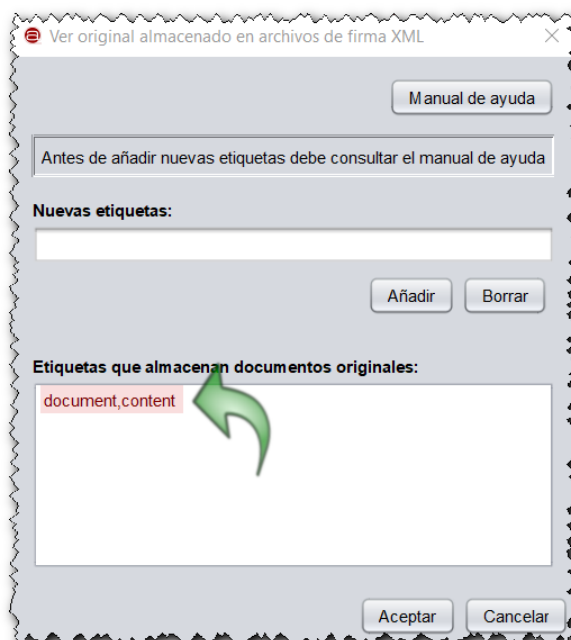 Ver original almacenado en archivos de firma XML
Manual de ayuda
Antes de añadir nuevas etiquetas debe consultar el manual de ayuda
Nuevas etiquetas:
Añadir
Borrar
Etiquetas que almacenan documentos originales:
document,content
Aceptar
Cancelar